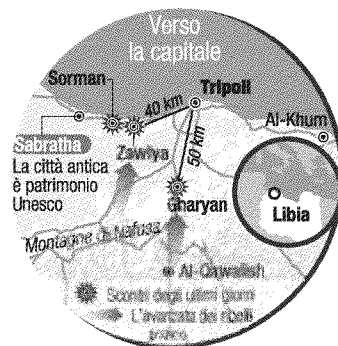 Verso
la capitale
Sorman
Tripoli
40 km
Al-Khum
Sabratha
Zawiya
50 km
La città antica
è patrimonio
Unesco
Gharyan
Libia
Montagne di Nafusa
Al-Qawalish
Scontri degli ultimi giorni
L'avanzata dei ribelli